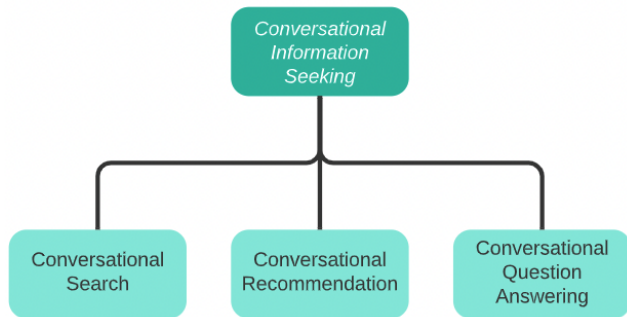 Conversational
Information
Seeking
Conversational
Search
Conversational
Recommendation
Conversational
Question
Answering